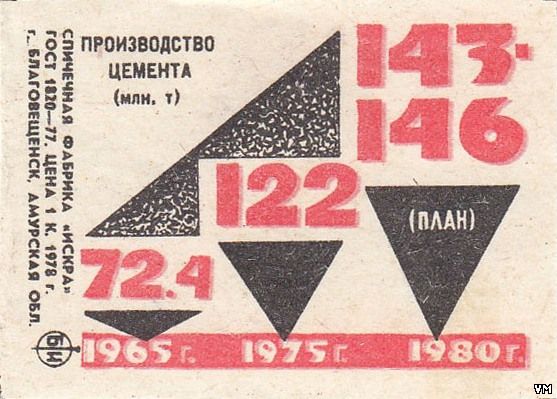 СПИЧЕЧНАЯ ФАБРИКА «ИСКРА»
ГОСТ 1820—77. ЦЕНА 1 К. 1978 г.
г. БЛАГОВЕЩЕНСК, АМУРСКАЯ ОБЛ.
БИ
ПРОИЗВОДСТВО
ЦЕМЕНТА
(МЛН. Т)
143-
146
122
(ПЛАН)
72.4
1965 г.
1975 г.
1980 г.
VM